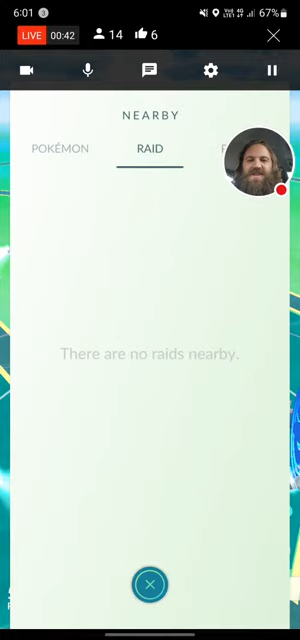 6:01
67%
LIVE 00:42 14 6
NEARBY
POKÉMON RAID
There are no raids nearby.